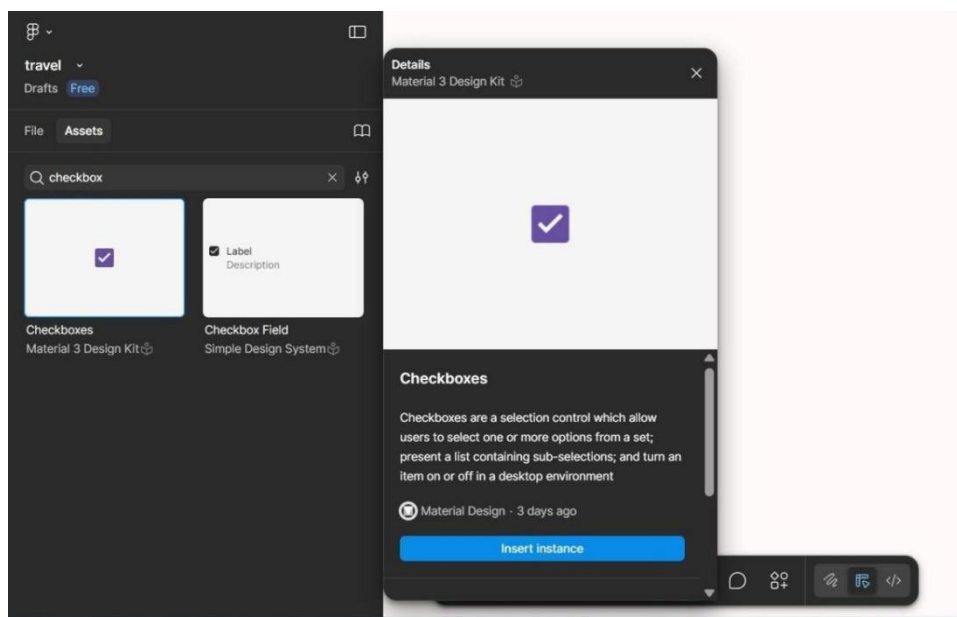 travel
Drafts Free
File Assets
checkbox
Label
Description
Checkboxes
Material 3 Design Kit
Checkbox Field
Simple Design System
Details
Material 3 Design Kit
Checkboxes
Checkboxes are a selection control which allow
users to select one or more options from a set;
present a list containing sub-selections; and turn an
item on or off in a desktop environment
Material Design · 3 days ago
Insert instance